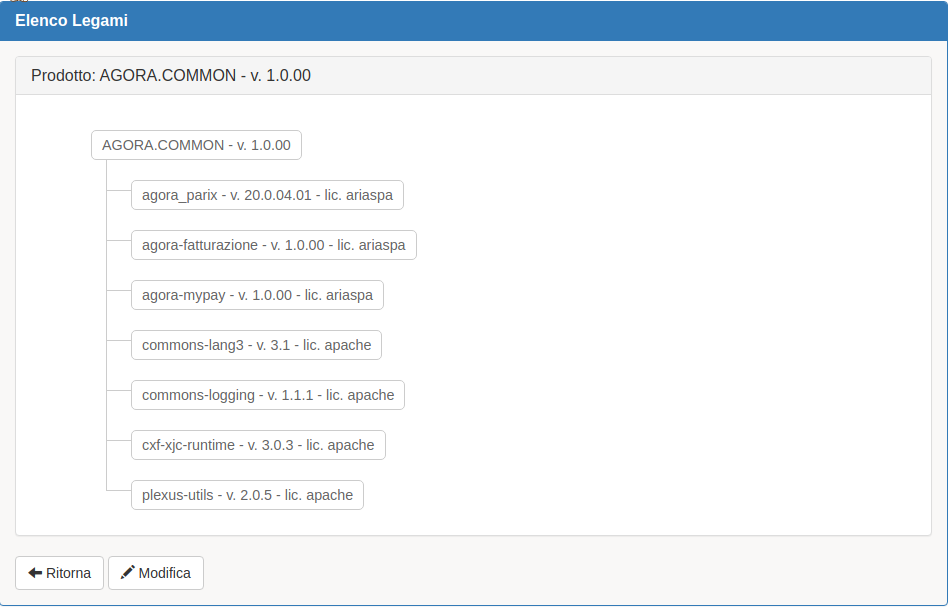 Elenco Legami
Prodotto: AGORA.COMMON - v. 1.0.00
AGORA.COMMON - v. 1.0.00
agora_parix - v. 20.0.04.01 - lic. ariaspa
agora-fatturazione - v. 1.0.00 - lic. ariaspa
agora-mypay - v. 1.0.00 - lic. ariaspa
commons-lang3 - v. 3.1 - lic. apache
commons-logging - v. 1.1.1 - lic. apache
cxf-xjc-runtime - v. 3.0.3 - lic. apache
plexus-utils - v. 2.0.5 - lic. apache
Ritorna
Modifica